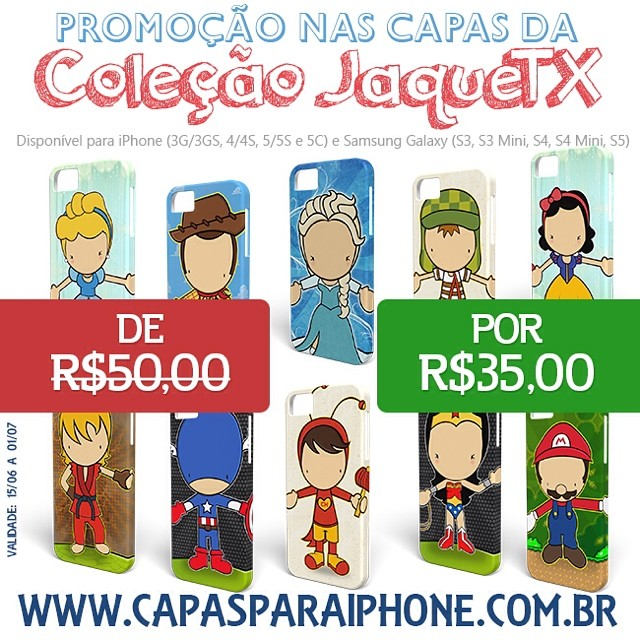 PROMOÇÃO NAS CAPAS DA
Coleção JaqueTX
Disponível para iPhone (3G/3GS, 4/4S, 5/5S e 5C) e Samsung Galaxy (S3, S3 Mini, S4, S4 Mini, S5)
DE
R$50,00
POR
R$35,00
VALIDADE: 15/06 A 01/07
M
WWW.CAPASPARAIPHONE.COM.BR